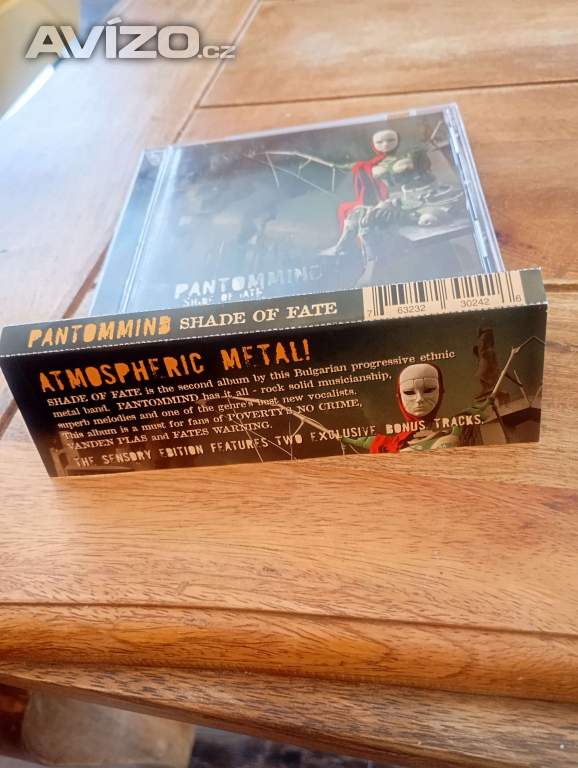 AVÍZO.cz
PANTOMMIND
SHADE OF FATE
PANTOMMIND SHADE OF FATE
7 63232 30242 6
ATMOSPHERIC METAL!
SHADE OF FATE is the second album by this Bulgarian progressive ethnic
metal band. PANTOMMIND has it all - rock solid musicianship,
superb melodies and one of the genre's best new vocalists.
This album is a must for fans of POVERTY'S NO CRIME,
VANDEN PLAS and FATES WARNING.
THE SENSORY EDITION FEATURES TWO EXCLUSIVE BONUS TRACKS.